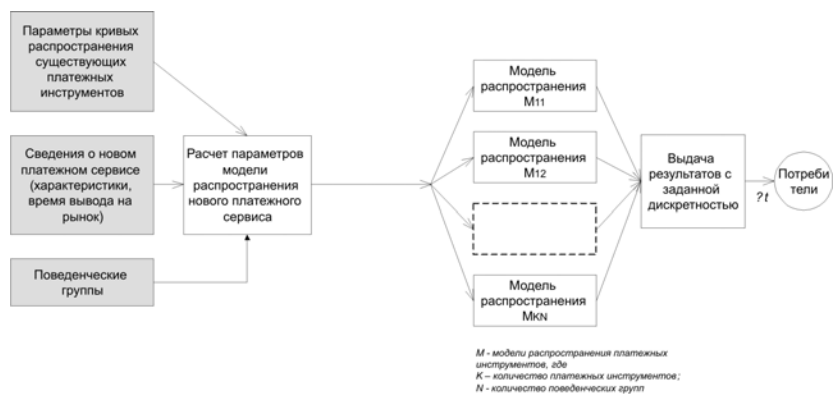 Параметры кривых
распространения
существующих
платежных
инструментов
Сведения о новом
платежном сервисе
(характеристики,
время вывода на
рынок)
Поведенческие
группы
Расчет параметров
модели
распространения
нового платежного
сервиса
Модель
распространения
M11
Модель
распространения
M12
Модель
распространения
MKN
Выдача
результатов с
заданной
дискретностью
?t
Потреби
тели
M - модели распространения платежных
инструментов, где
K – количество платежных инструментов;
N - количество поведенческих групп